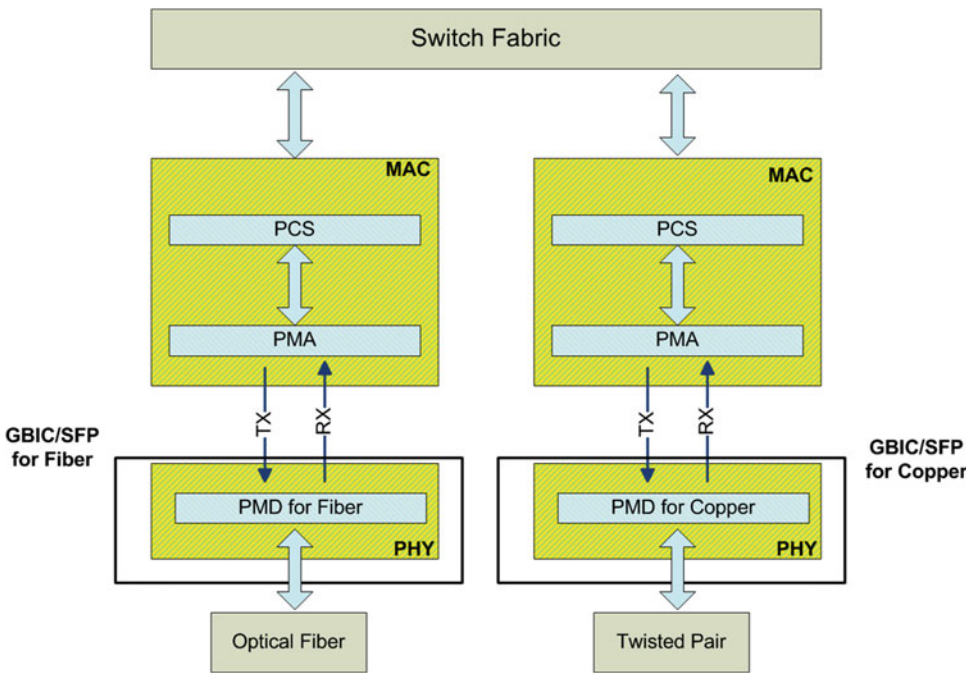 Switch Fabric
MAC
MAC
PCS
PCS
PMA
PMA
TX
RX
TX
RX
GBIC/SFP
for Fiber
GBIC/SFP
for Copper
PMD for Fiber
PMD for Copper
PHY
PHY
Optical Fiber
Twisted Pair